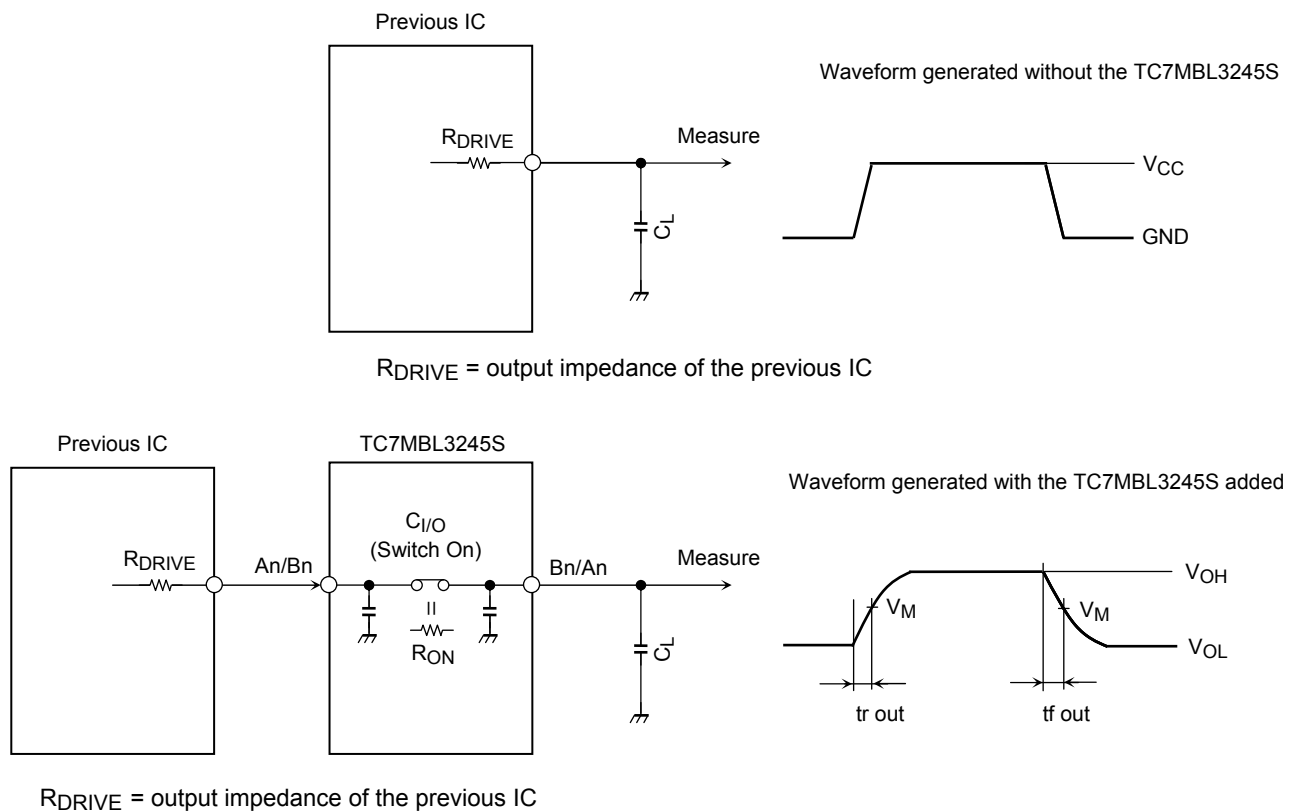 Previous IC
Waveform generated without the TC7MBL3245S
RDRIVE
Measure
VCC
CL
GND
RDRIVE = output impedance of the previous IC
Previous IC
TC7MBL3245S
Waveform generated with the TC7MBL3245S added
CI/O
(Switch On)
RDRIVE
An/Bn
Bn/An
Measure
VOH
VM
VM
RON
CL
VOL
tr out
tf out
RDRIVE = output impedance of the previous IC